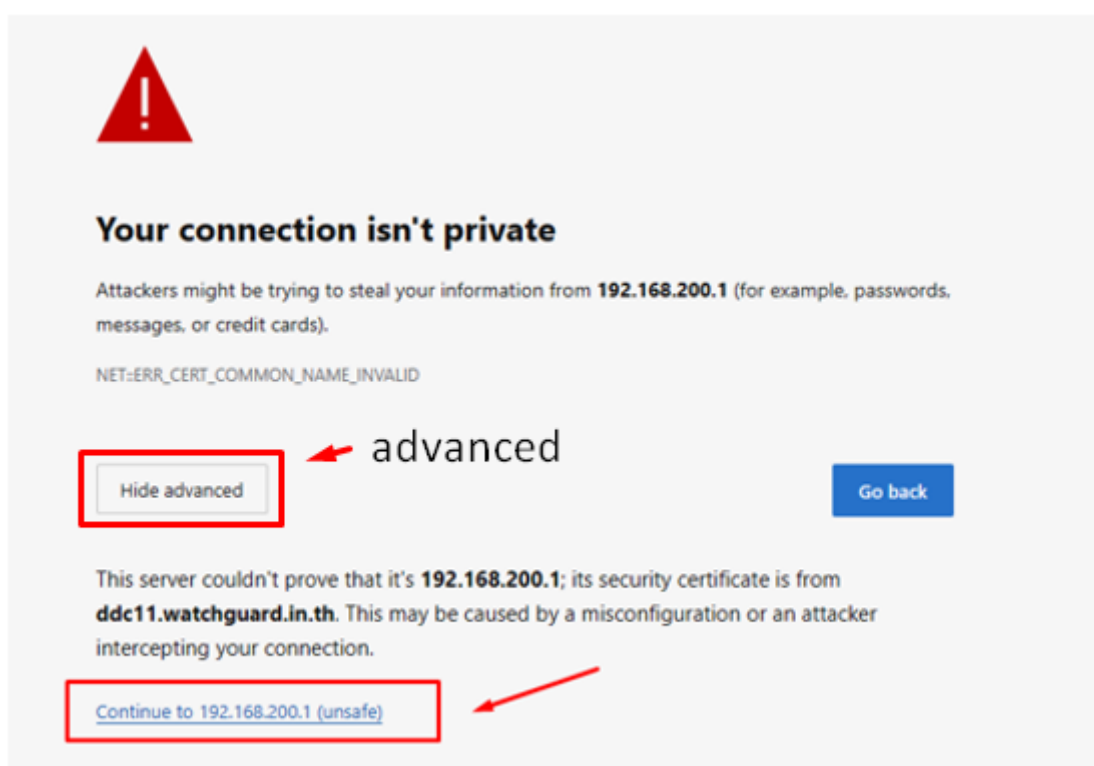 Your connection isn't private
Attackers might be trying to steal your information from 192.168.200.1 (for example, passwords,
messages, or credit cards).
NET::ERR_CERT_COMMON_NAME_INVALID
advanced
Hide advanced
Go back
This server couldn't prove that it's 192.168.200.1; its security certificate is from
ddc11.watchguard.in.th. This may be caused by a misconfiguration or an attacker
intercepting your connection.
Continue to 192.168.200.1 (unsafe)